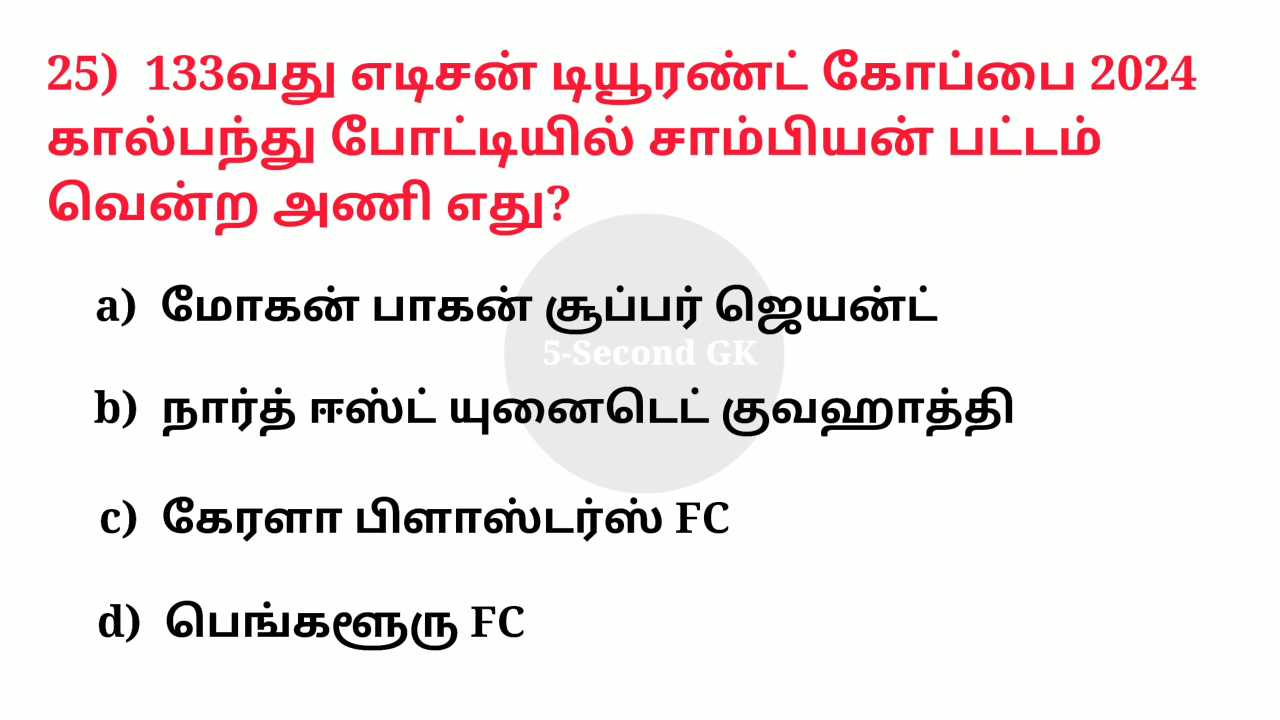 25) 133வது எடிசன் டியூரண்ட் கோப்பை 2024
கால்பந்து போட்டியில் சாம்பியன் பட்டம்
வென்ற அணி எது?
a) மோகன் பாகன் சூப்பர் ஜெயன்ட்
5-Second GK
b) நார்த் ஈஸ்ட் யுனைடெட் குவஹாத்தி
c) கேரளா பிளாஸ்டர்ஸ் FC
d) பெங்களூரு FC